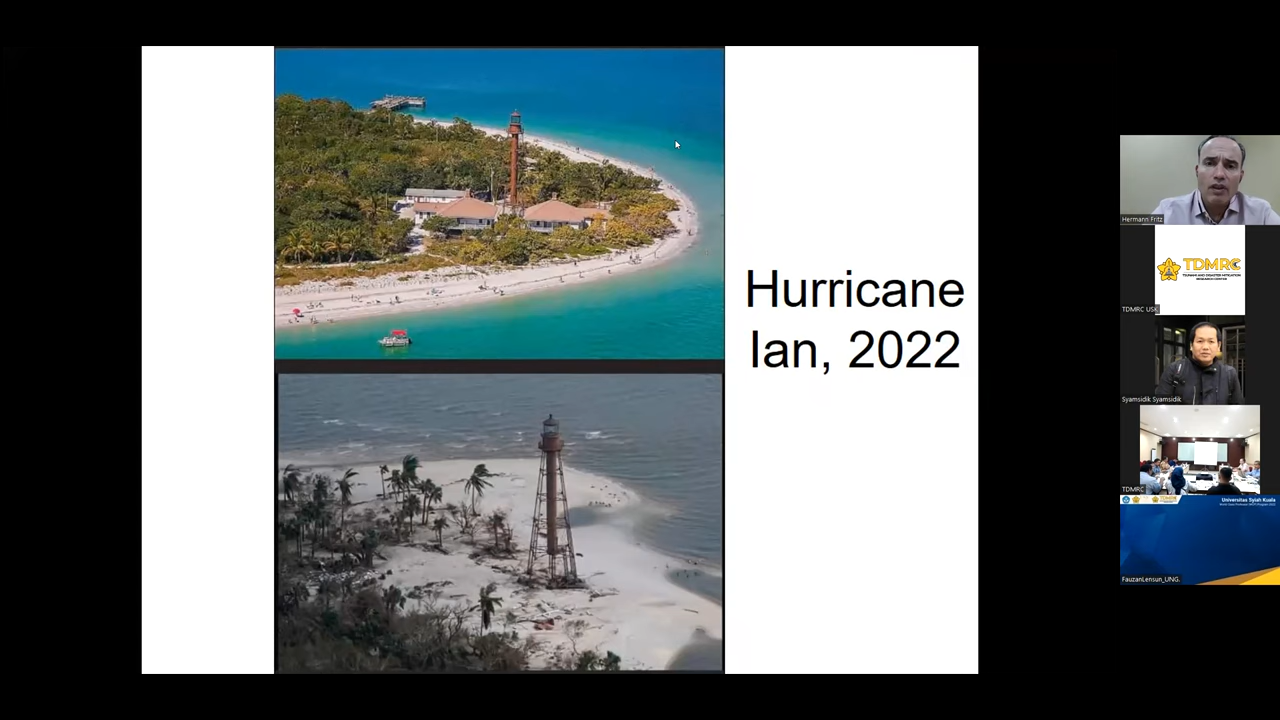 Hurricane
Ian, 2022
Hermann Fritz
TDMRC
TSUNAMI AND DISASTER MITIGATION
RESEARCH CENTER
TDMRC USK
Syamsidik Syamsidik
TDMRC
Universitas Syiah Kuala
FauzanLensun_UNG.